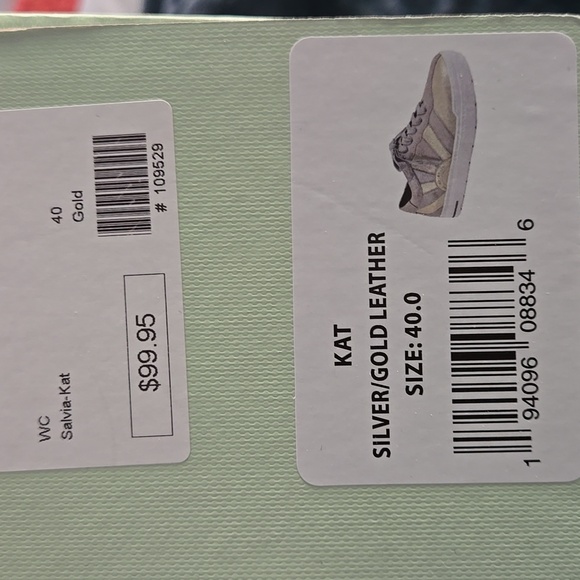 WC
Salvia-Kat
40
Gold
$99.95
# 109529
KAT
SILVER/GOLD LEATHER
SIZE: 40.0
1 94096 08834 6